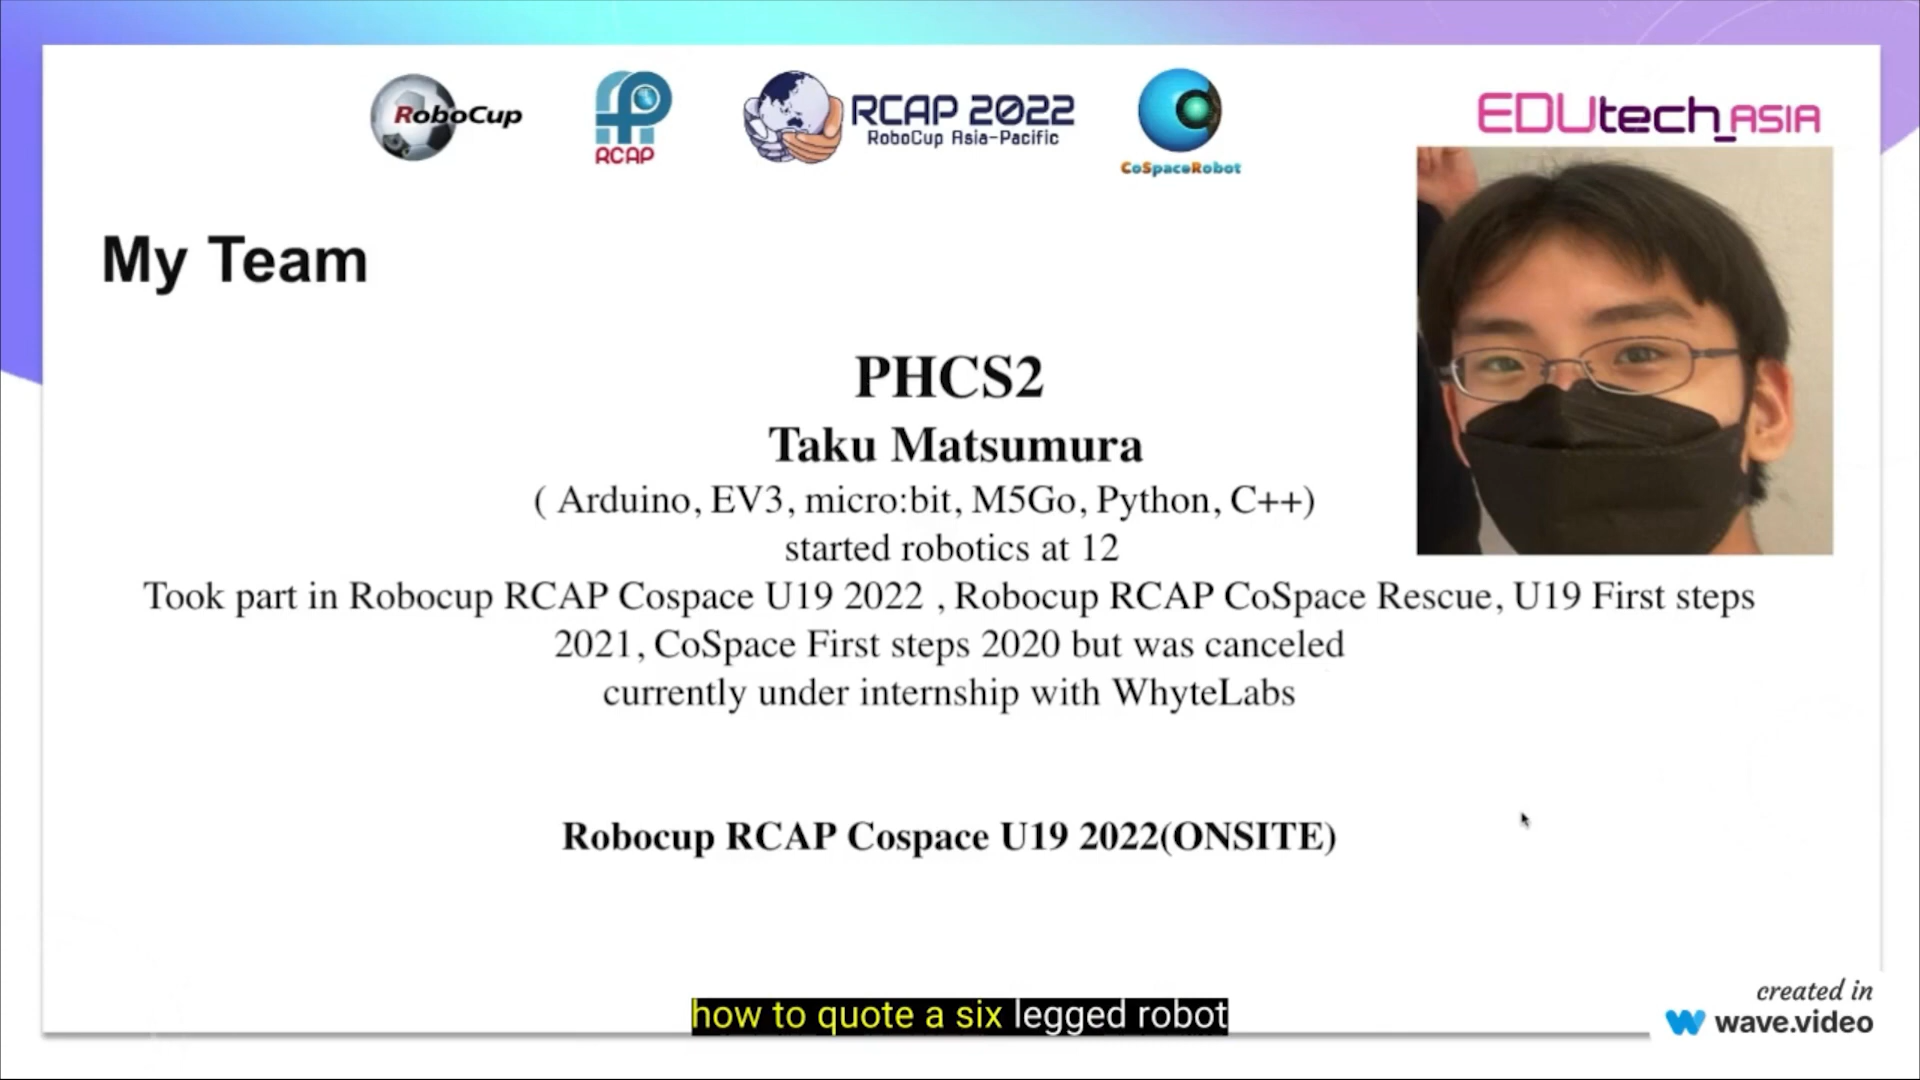 RoboCup
RCAP
RCAP 2022
RoboCup Asia-Pacific
CoSpaceRobot
EDUtech_ASIA
My Team
PHCS2
Taku Matsumura
( Arduino, EV3, micro:bit, M5Go, Python, C++)
started robotics at 12
Took part in Robocup RCAP Cospace U19 2022 , Robocup RCAP CoSpace Rescue, U19 First steps
2021, CoSpace First steps 2020 but was canceled
currently under internship with WhyteLabs
Robocup RCAP Cospace U19 2022(ONSITE)
how to quote a six legged robot
created in
wave.video